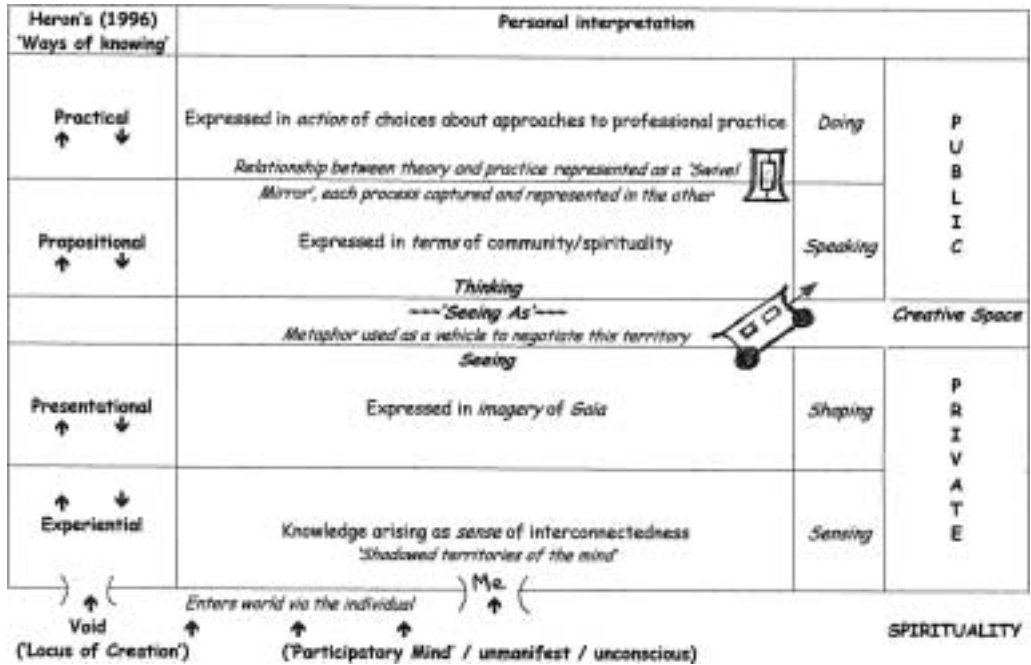 Heron's (1996)
'Ways of knowing'
Personal interpretation
Practical
Expressed in action of choices about approaches to professional practice
Doing
Relationship between theory and practice represented as a 'Swivel
Mirror', each process captured and represented in the other
Propositional
Expressed in terms of community/spirituality
Speaking
PUBLIC
Thinking
~~~'Seeing As'~~~
Metaphor used as a vehicle to negotiate this territory
Creative Space
Seeing
Presentational
Expressed in imagery of Gaia
Shaping
Experiential
Knowledge arising as sense of interconnectedness
'Shadowed territories of the mind'
Sensing
PRIVATE
Me
Enters world via the individual
Void
('Locus of Creation')
('Participatory Mind' / unmanifest / unconscious)
SPIRITUALITY